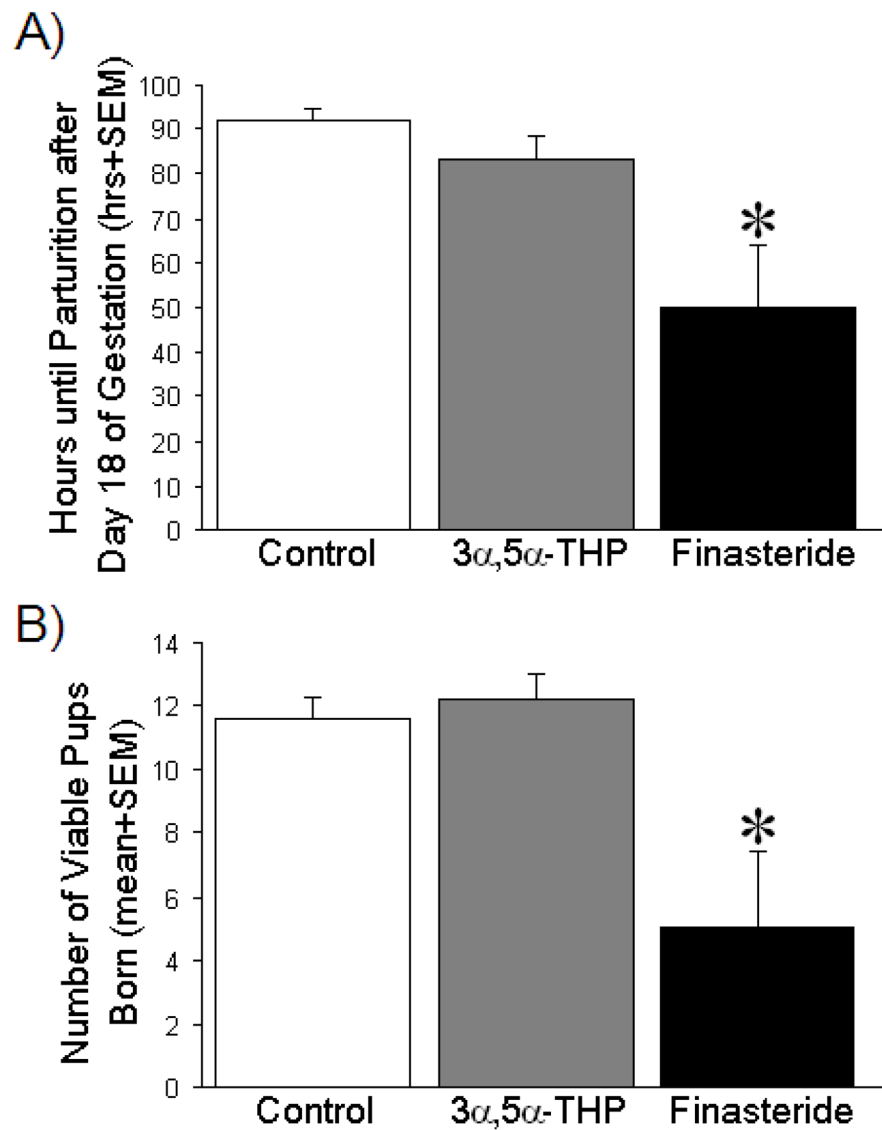 A)
Hours until Parturition after
Day 18 of Gestation (hrs+SEM)
100
90
80
70
60
50
40
30
20
10
0
*
Control
3α,5α-THP
Finasteride
B)
Number of Viable Pups
Born (mean+SEM)
14
12
10
8
6
4
2
0
*
Control
3α,5α-THP
Finasteride